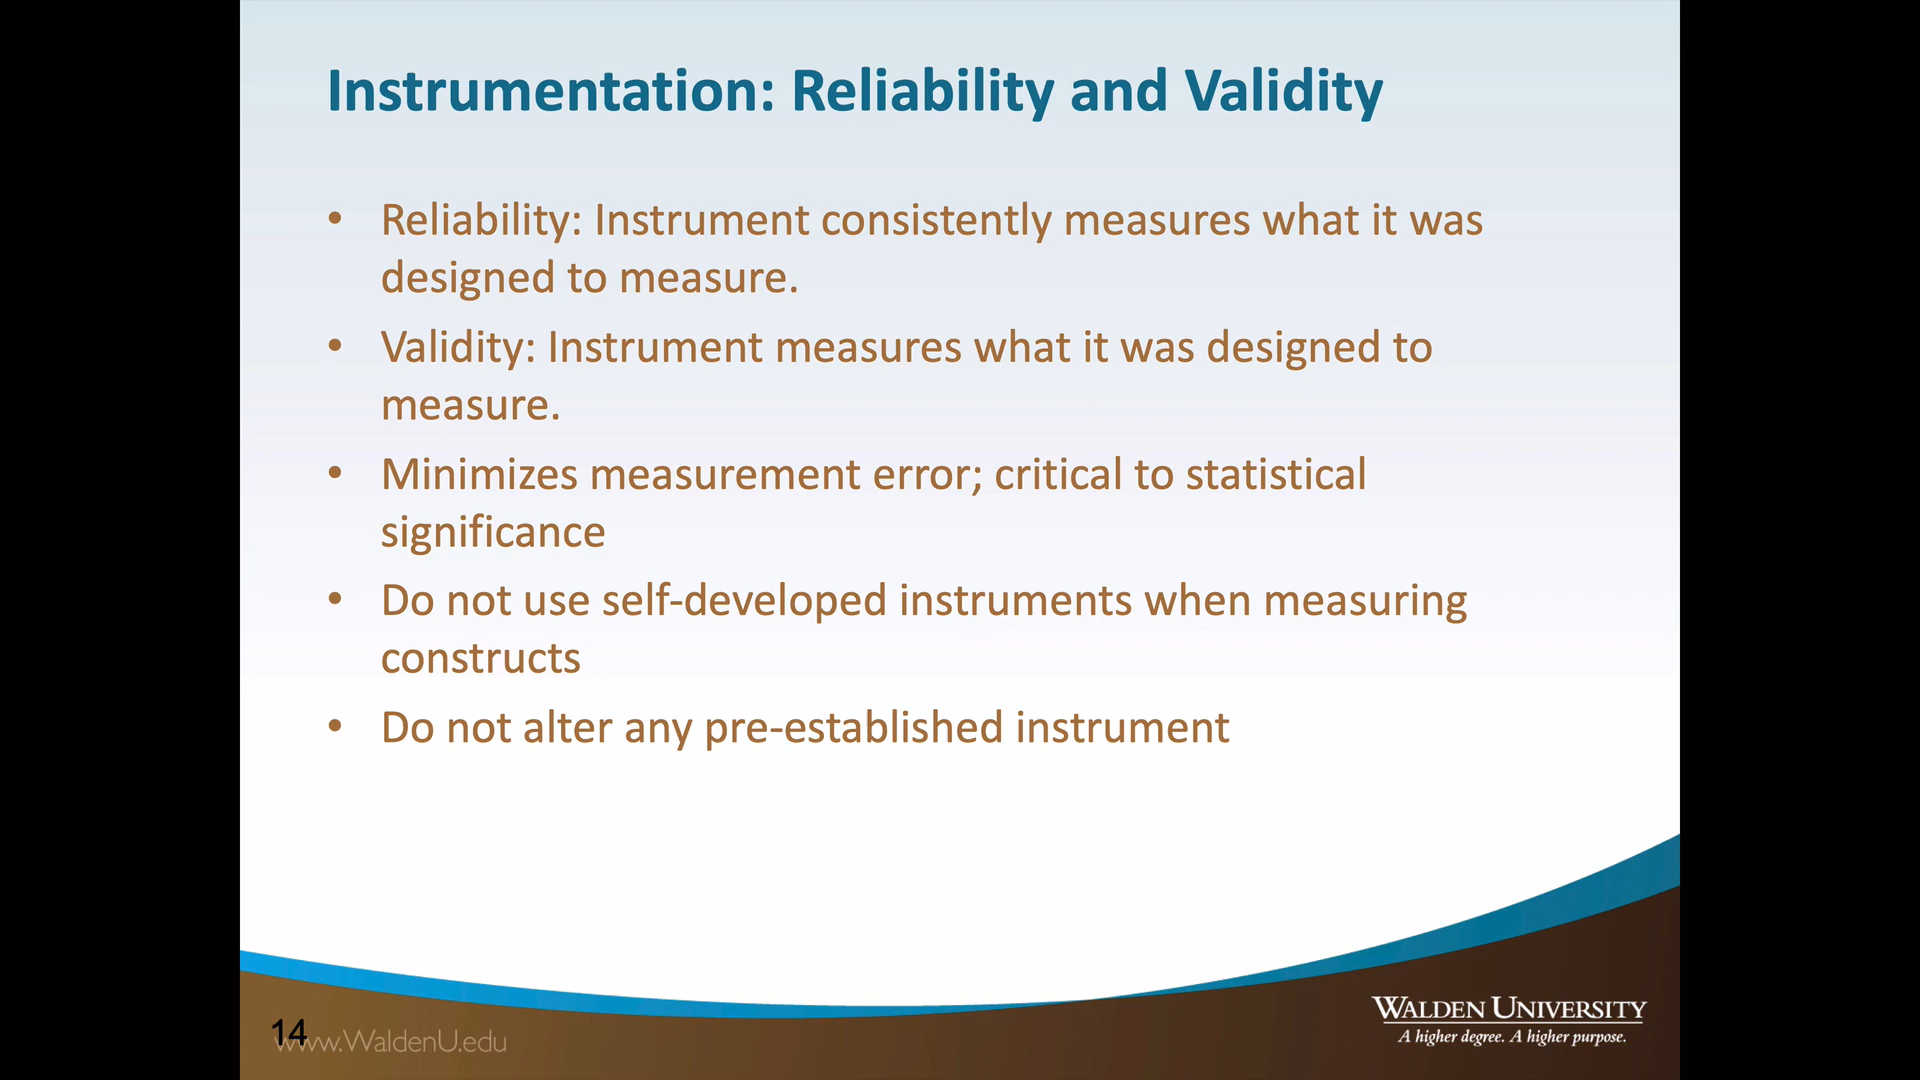 Instrumentation: Reliability and Validity
• Reliability: Instrument consistently measures what it was
designed to measure.
• Validity: Instrument measures what it was designed to
measure.
• Minimizes measurement error; critical to statistical
significance
• Do not use self-developed instruments when measuring
constructs
• Do not alter any pre-established instrument
14
www.WaldenU.edu
WALDEN UNIVERSITY
A higher degree. A higher purpose.